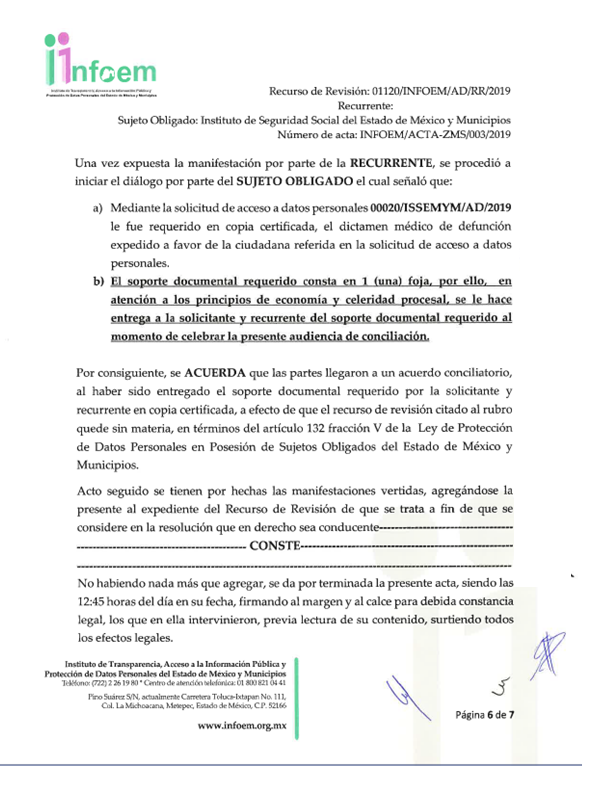 infoem
Instituto de Transparencia, Acceso a la Información Pública y
Protección de Datos Personales del Estado de México y Municipios
Recurso de Revisión: 01120/INFOEM/AD/RR/2019
Recurrente:
Sujeto Obligado: Instituto de Seguridad Social del Estado de México y Municipios
Número de acta: INFOEM/ACTA-ZMS/003/2019
Una vez expuesta la manifestación por parte de la RECURRENTE, se procedió a
iniciar el diálogo por parte del SUJETO OBLIGADO el cual señaló que:
a) Mediante la solicitud de acceso a datos personales 00020/ISSEMYM/AD/2019
le fue requerido en copia certificada, el dictamen médico de defunción
expedido a favor de la ciudadana referida en la solicitud de acceso a datos
personales.
b) El soporte documental requerido consta en 1 (una) foja, por ello, en
atención a los principios de economía y celeridad procesal, se le hace
entrega a la solicitante y recurrente del soporte documental requerido al
momento de celebrar la presente audiencia de conciliación.
Por consiguiente, se ACUERDA que las partes llegaron a un acuerdo conciliatorio,
al haber sido entregado el soporte documental requerido por la solicitante y
recurrente en copia certificada, a efecto de que el recurso de revisión citado al rubro
quede sin materia, en términos del artículo 132 fracción V de la Ley de Protección
de Datos Personales en Posesión de Sujetos Obligados del Estado de México y
Municipios.
Acto seguido se tienen por hechas las manifestaciones vertidas, agregándose la
presente al expediente del Recurso de Revisión de que se trata a fin de que se
considere en la resolución que en derecho sea conducente-----------------------------------
-------------------------------------------- CONSTE-------------------------------------------------------
No habiendo nada más que agregar, se da por terminada la presente acta, siendo las
12:45 horas del día en su fecha, firmando al margen y al calce para debida constancia
legal, los que en ella intervinieron, previa lectura de su contenido, surtiendo todos
los efectos legales.
Instituto de Transparencia, Acceso a la Información Pública y
Protección de Datos Personales del Estado de México y Municipios
Teléfono: (722) 2 26 19 80 * Centro de atención telefónica: 01 800 821 04 41
Pino Suárez S/N, actualmente Carretera Toluca-Ixtapan No. 111,
Col. La Michoacana, Metepec, Estado de México, C.P. 52166
www.infoem.org.mx
Página 6 de 7